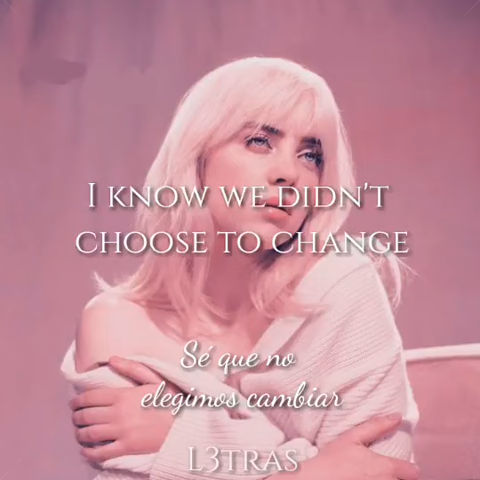 I know we didn't
choose to change
Sé que no
elegimos cambiar
L3tras